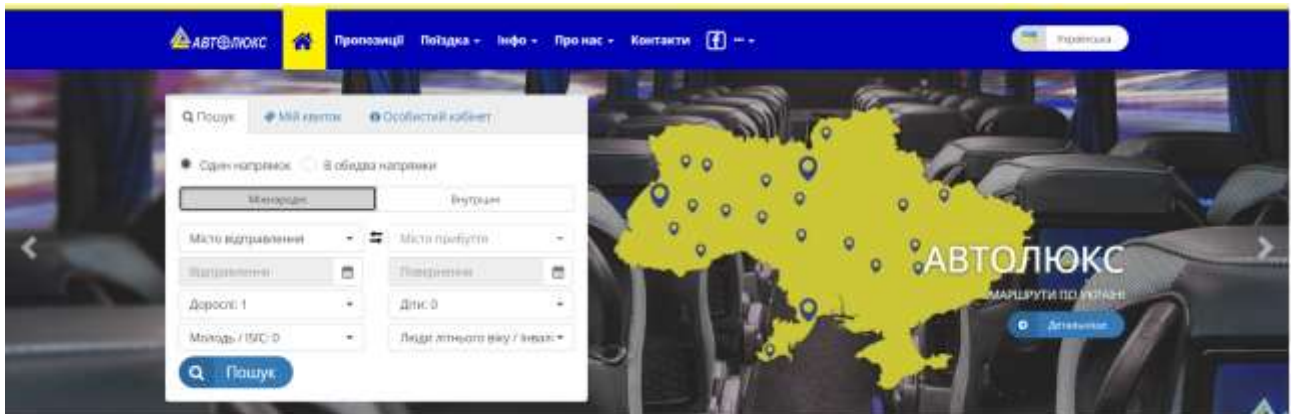 АВТОЛЮКС
Пропозиції Поїздка Інфо Про нас Контакти
Українська
Пошук Мій квиток Особистий кабінет
Один напрямок В обидва напрямки
Міжнародні Внутрішні
Місто відправлення Місто прибуття
Відправлення Повернення
Дорослі: 1 Діти: 0
Молодь / ISIC: 0 Люди літнього віку / Інвалі
Пошук
АВТОЛЮКС
МАРШРУТИ ПО УКРАЇНІ
Детальніше